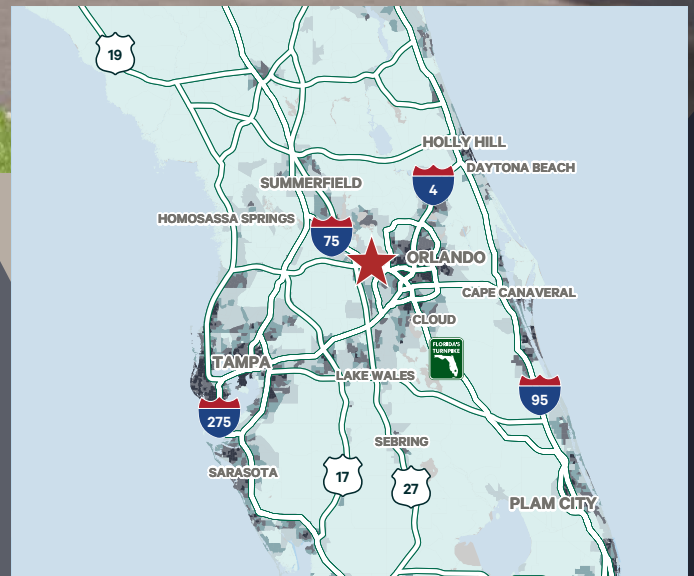 19
HOLLY HILL
DAYTONA BEACH
4
SUMMERFIELD
HOMOSASSA SPRINGS
75
ORLANDO
CAPE CANAVERAL
CLOUD
FLORIDA'S
TURNPIKE
TAMPA
LAKE WALES
95
275
SEBRING
SARASOTA
17
27
PLAM CITY